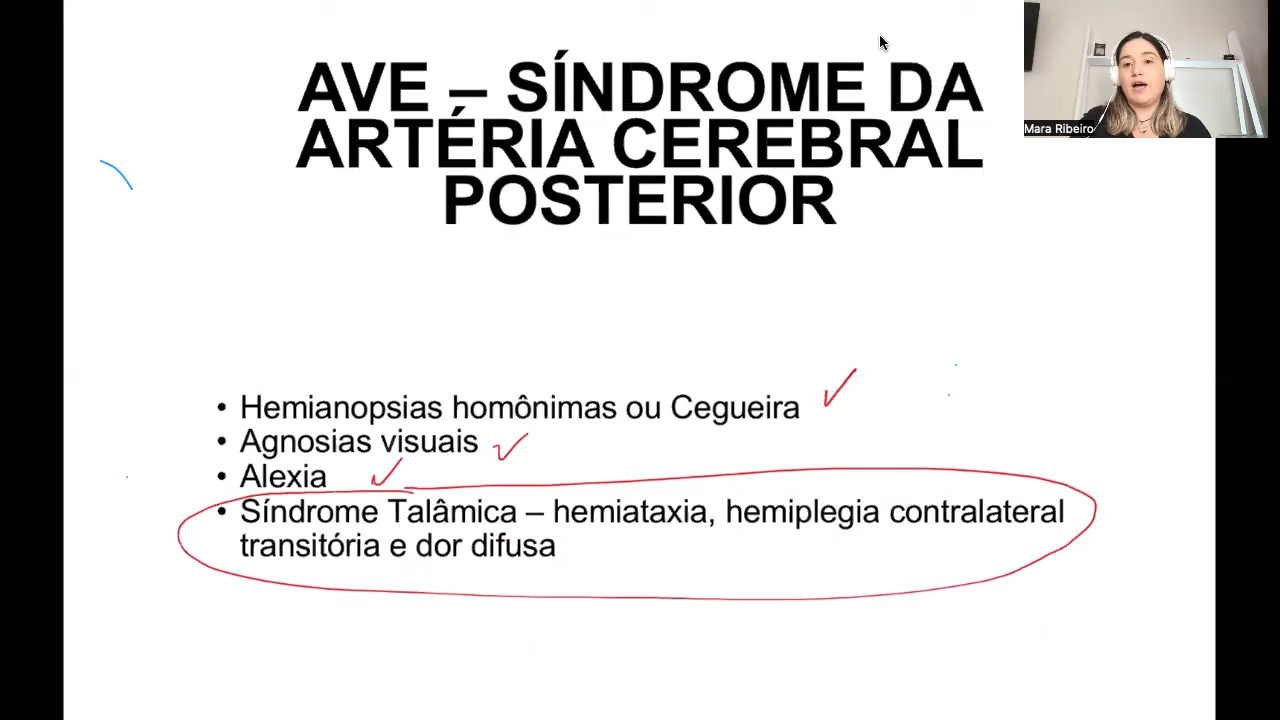 AVE – SÍNDROME DA
ARTÉRIA CEREBRAL
POSTERIOR
Mara Ribeiro
• Hemianopsias homônimas ou Cegueira
• Agnosias visuais
• Alexia
• Síndrome Talâmica – hemiataxia, hemiplegia contralateral
transitória e dor difusa